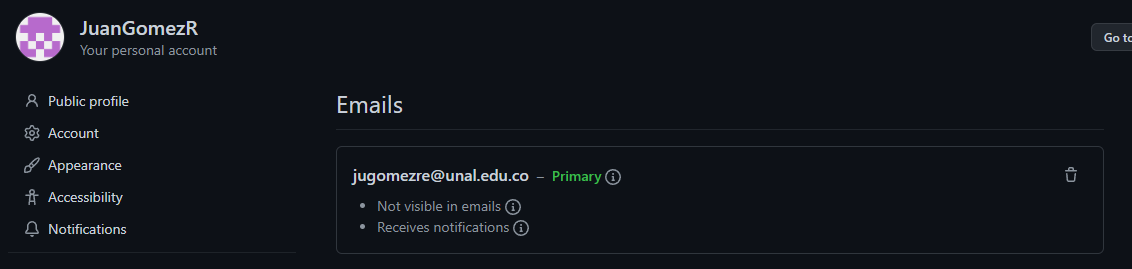 JuanGomezR
Your personal account
Go to
Public profile
Account
Appearance
Accessibility
Notifications
Emails
jugomezre@unal.edu.co – Primary
Not visible in emails
Receives notifications